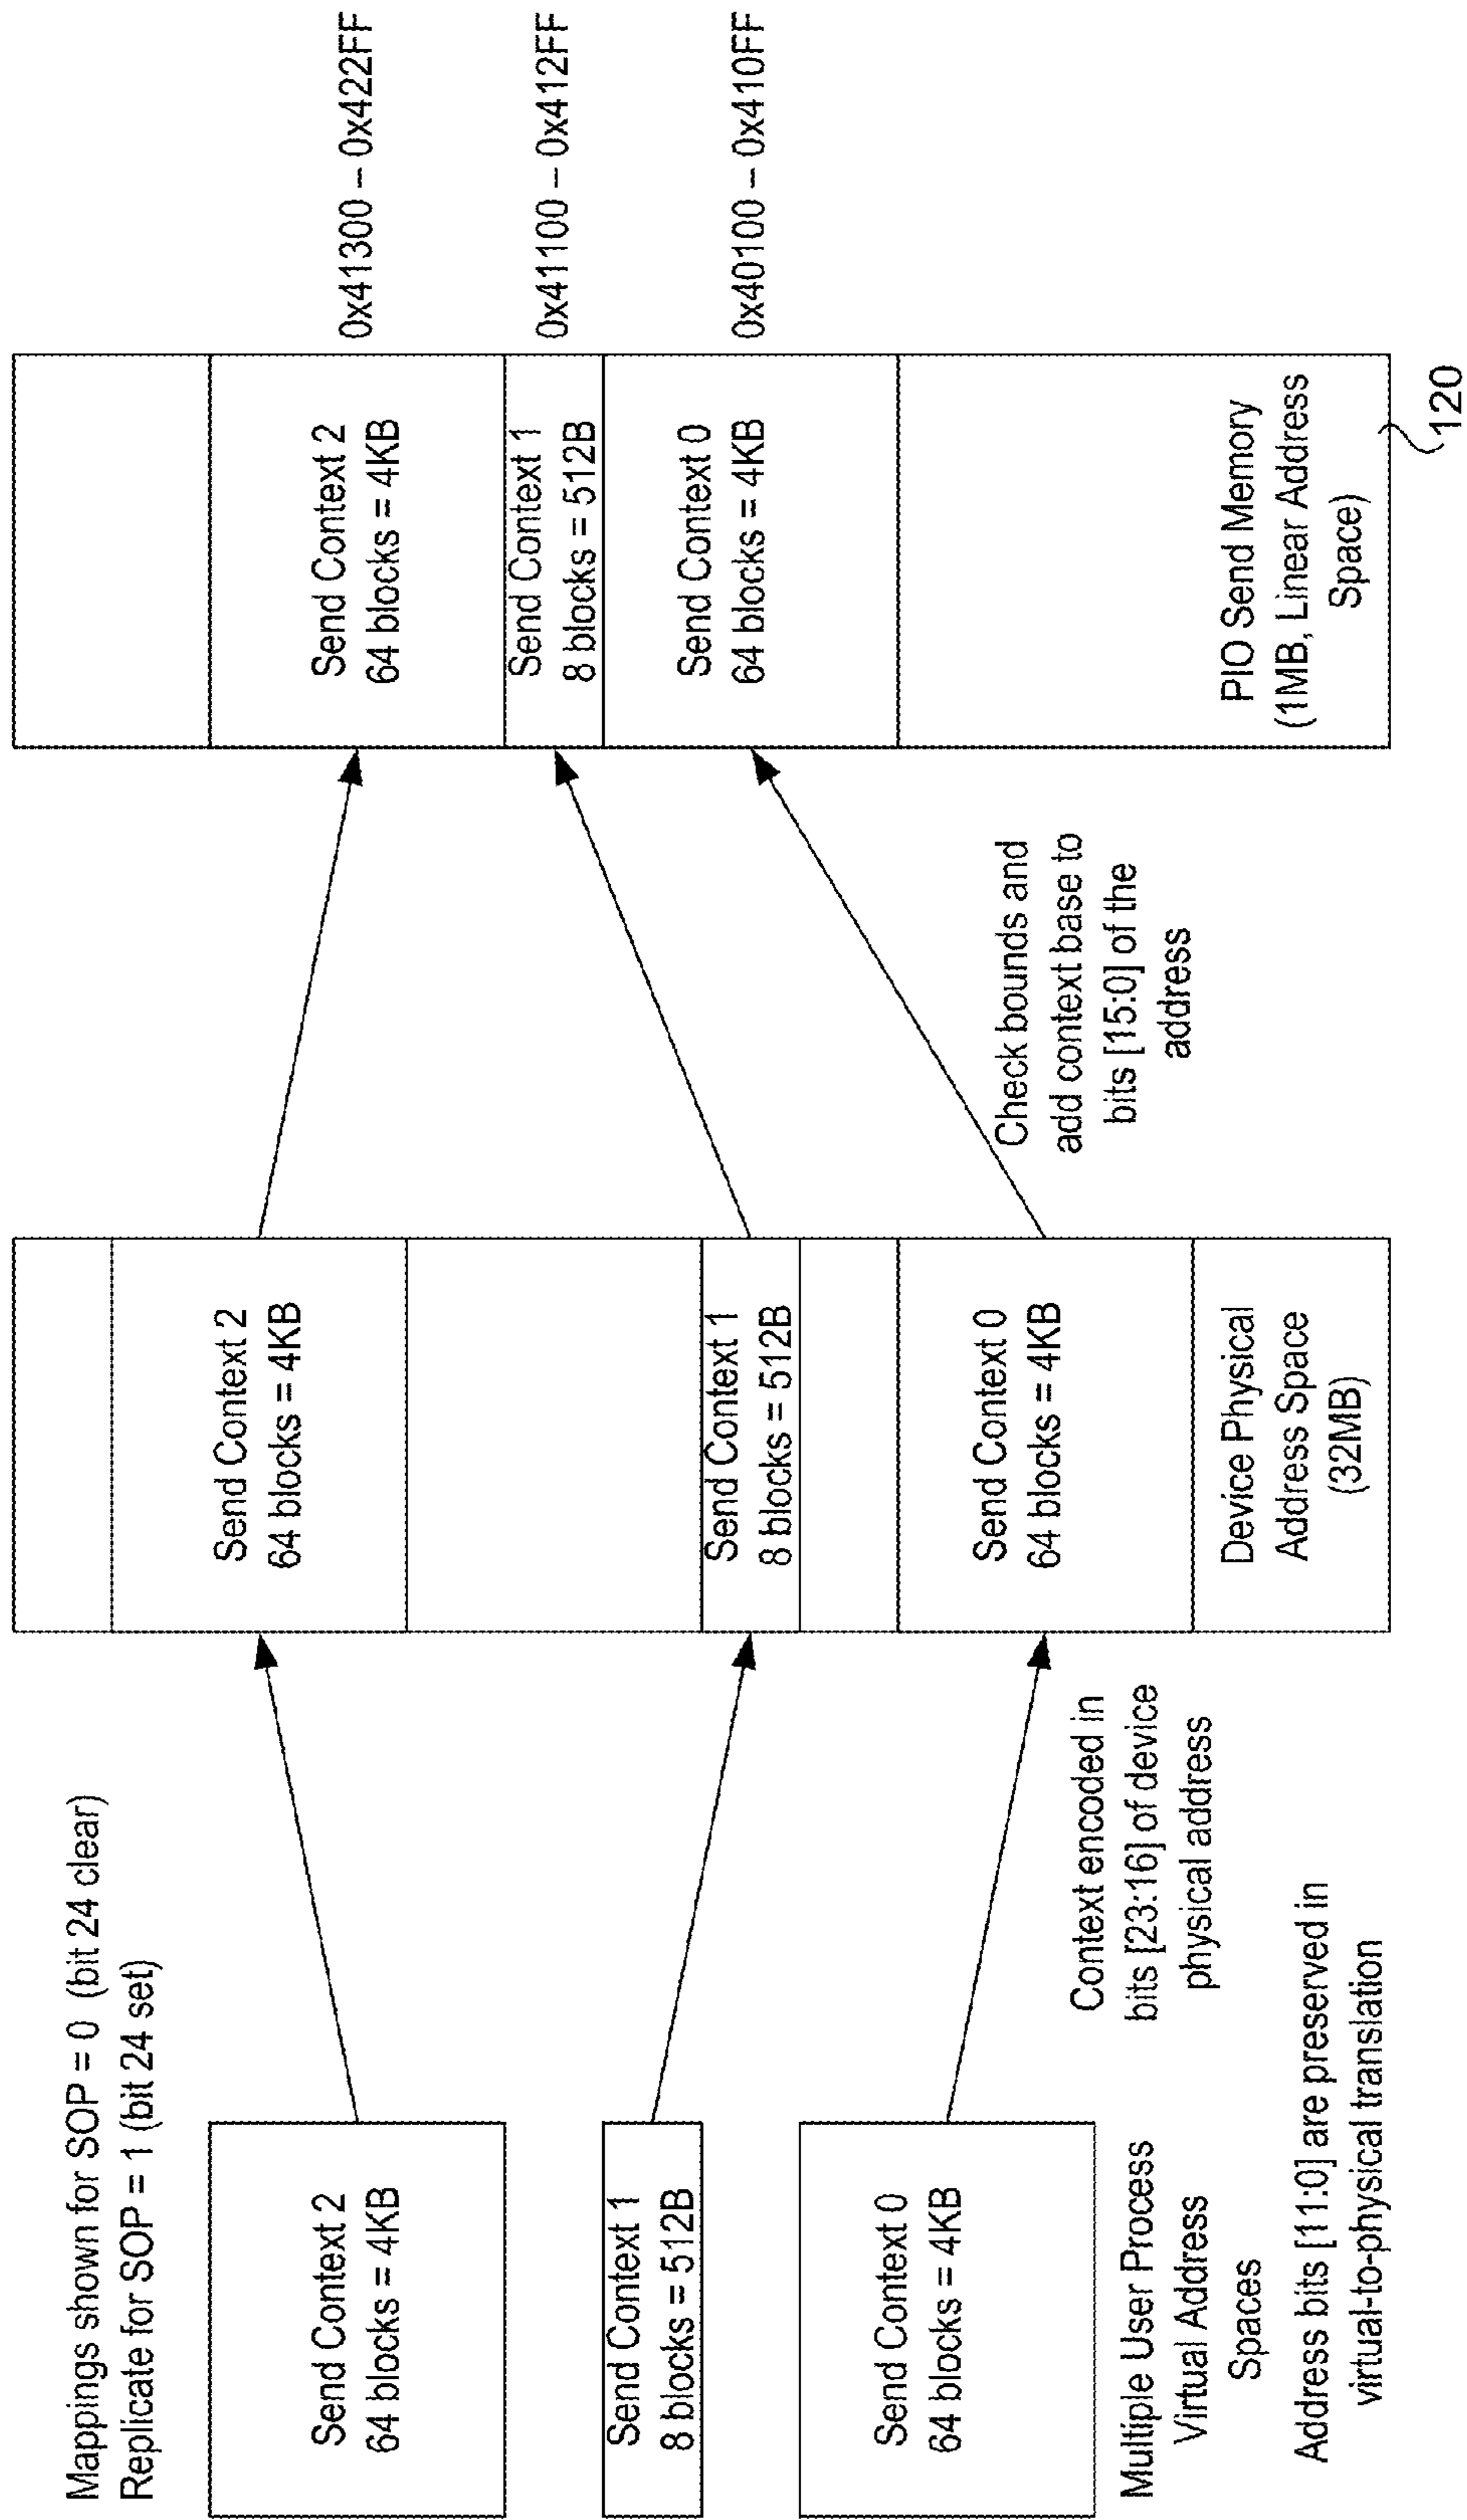 Mappings shown for SOP = 0 (bit 24 clear)
Replicate for SOP = 1 (bit 24 set)
Send Context 2
64 blocks = 4KB
Send Context 1
8 blocks = 512B
Send Context 0
64 blocks = 4KB
Multiple User Process
Virtual Address
Spaces
Address bits [11:0] are preserved in
virtual-to-physical translation
Context encoded in
bits [23:16] of device
physical address
Send Context 2
64 blocks = 4KB
Send Context 1
8 blocks = 512B
Send Context 0
64 blocks = 4KB
Device Physical
Address Space
(32MB)
Check bounds and
add context base to
bits [15:0] of the
address
Send Context 2
64 blocks = 4KB
Send Context 1
8 blocks = 512B
Send Context 0
64 blocks = 4KB
PIO Send Memory
(1MB, Linear Address
Space)
120
0x41300 – 0x422FF
0x41100 – 0x412FF
0x40100 – 0x410FF